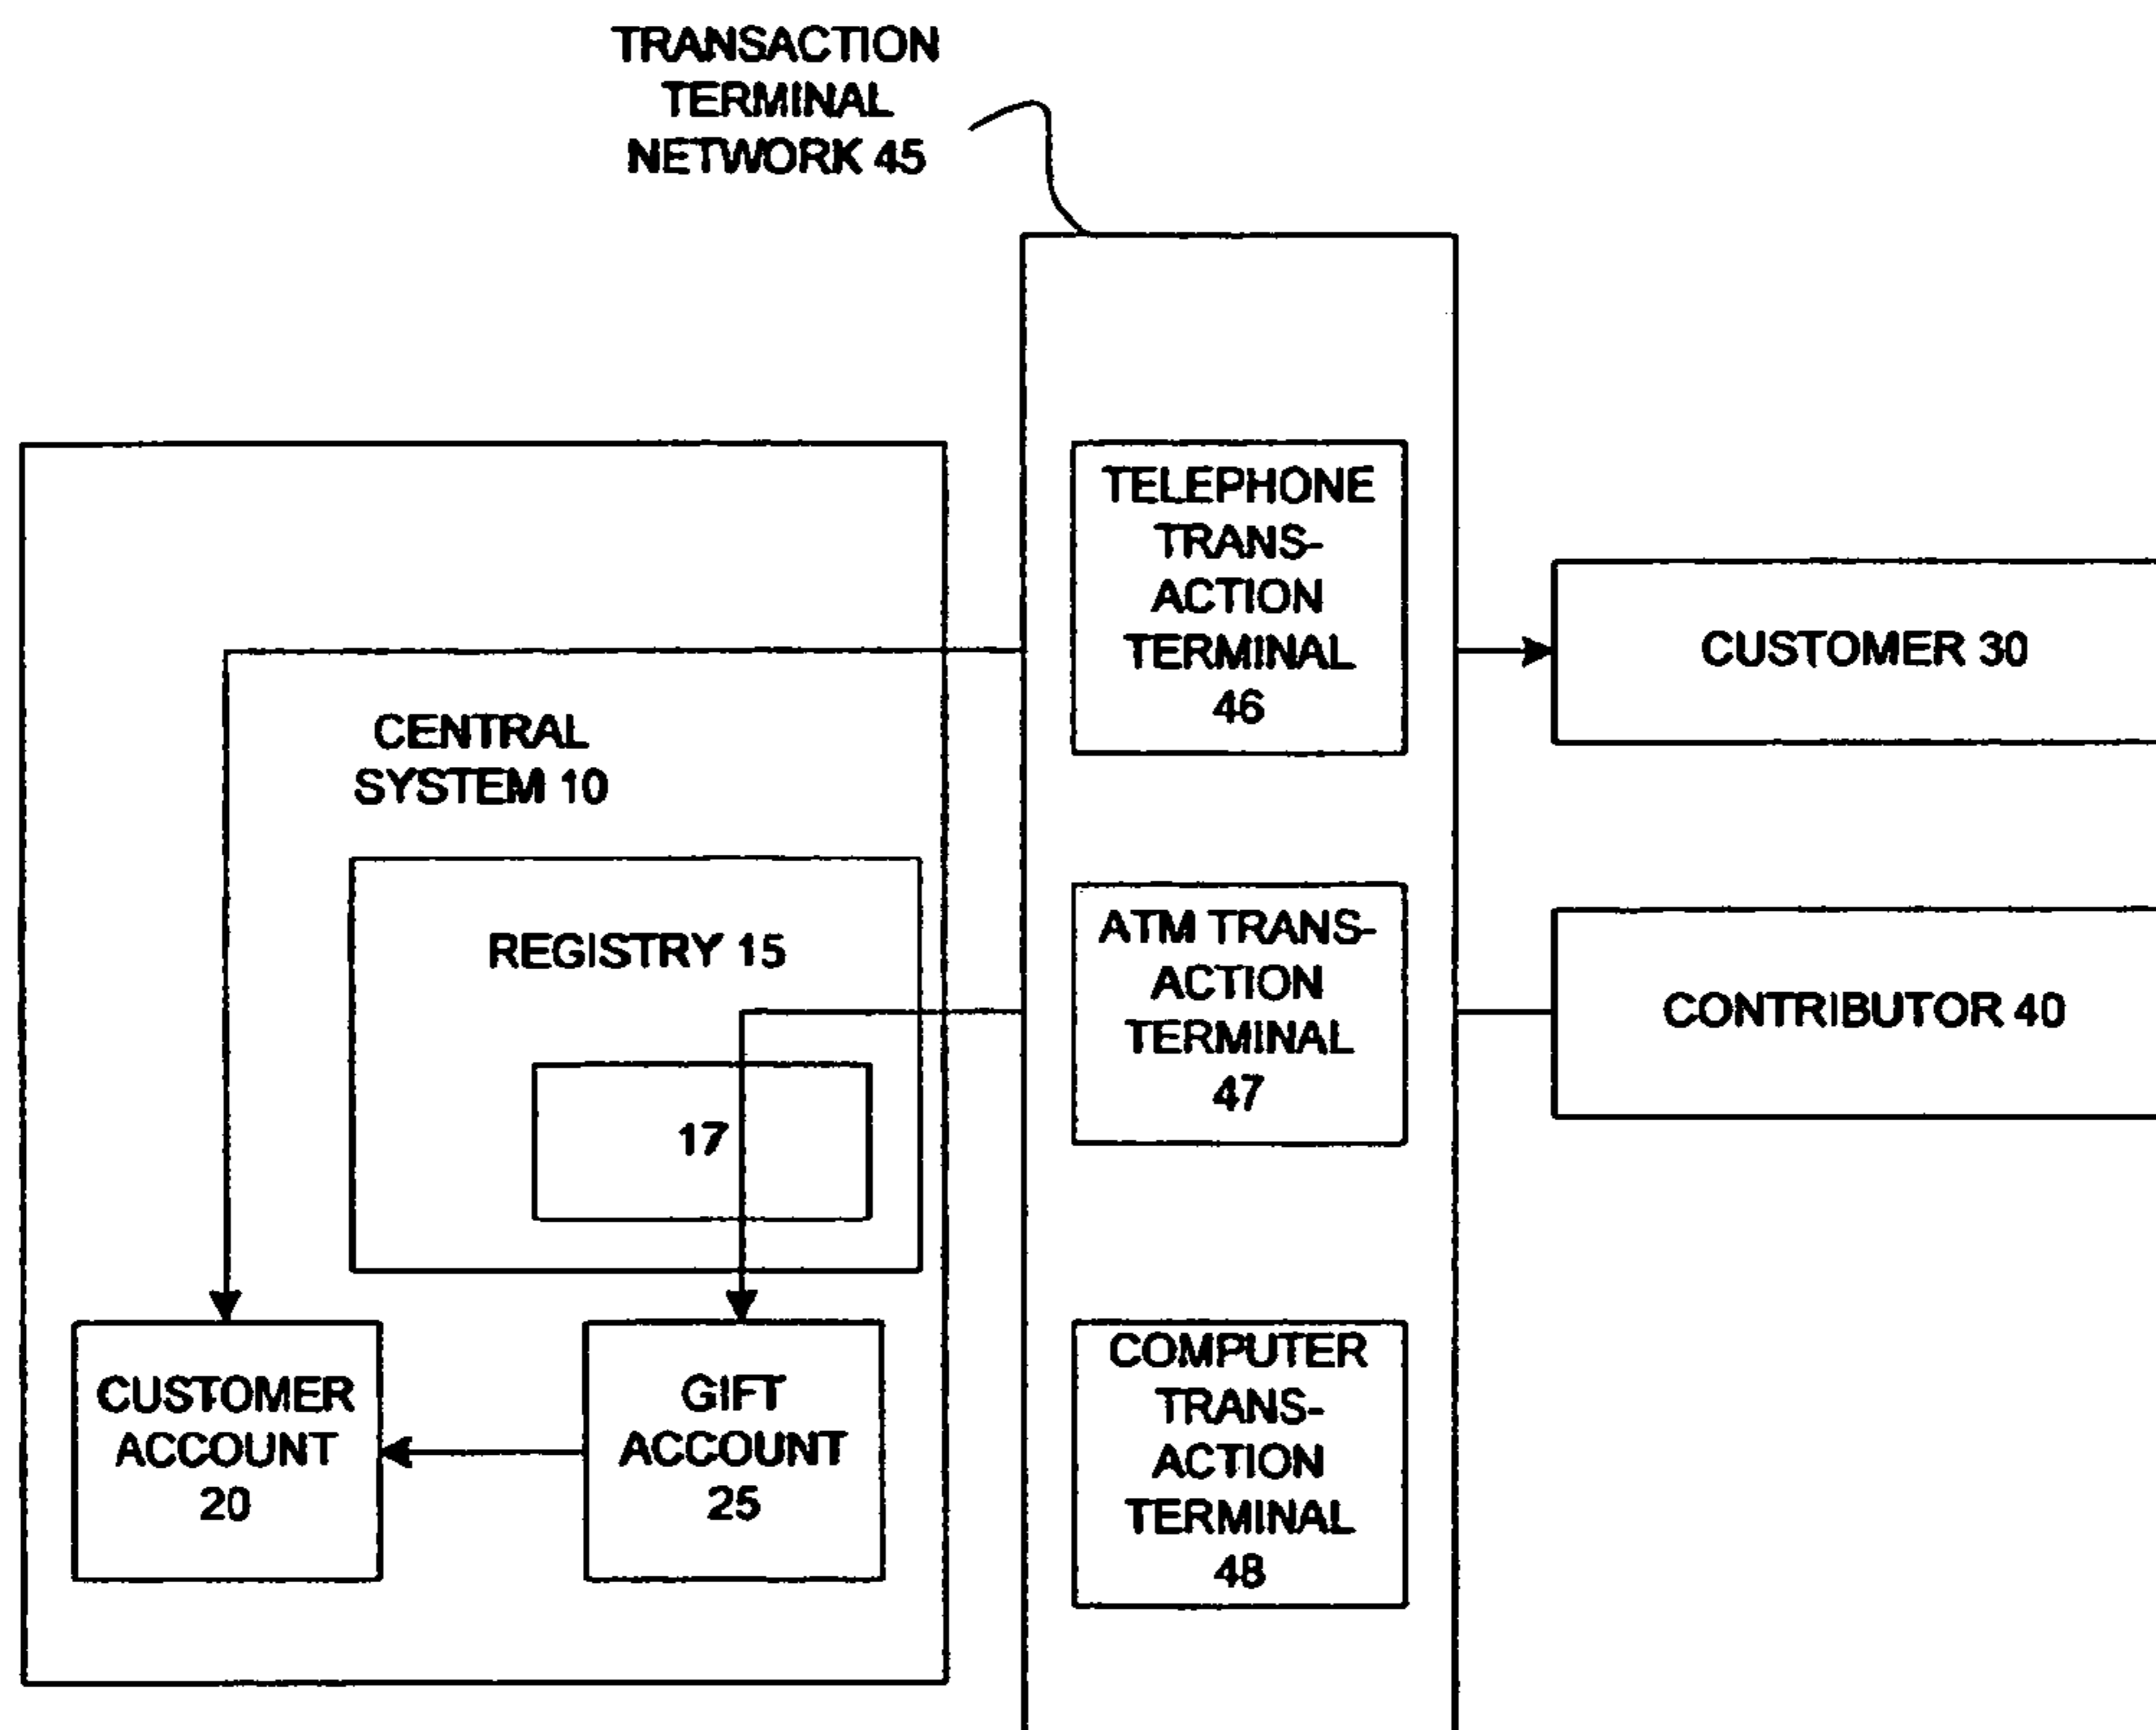 TRANSACTION
TERMINAL
NETWORK 45
TELEPHONE
TRANS-
ACTION
TERMINAL
46
CUSTOMER 30
CENTRAL
SYSTEM 10
REGISTRY 15
ATM TRANS-
ACTION
TERMINAL
47
CONTRIBUTOR 40
17
CUSTOMER
ACCOUNT
20
GIFT
ACCOUNT
25
COMPUTER
TRANS-
ACTION
TERMINAL
48